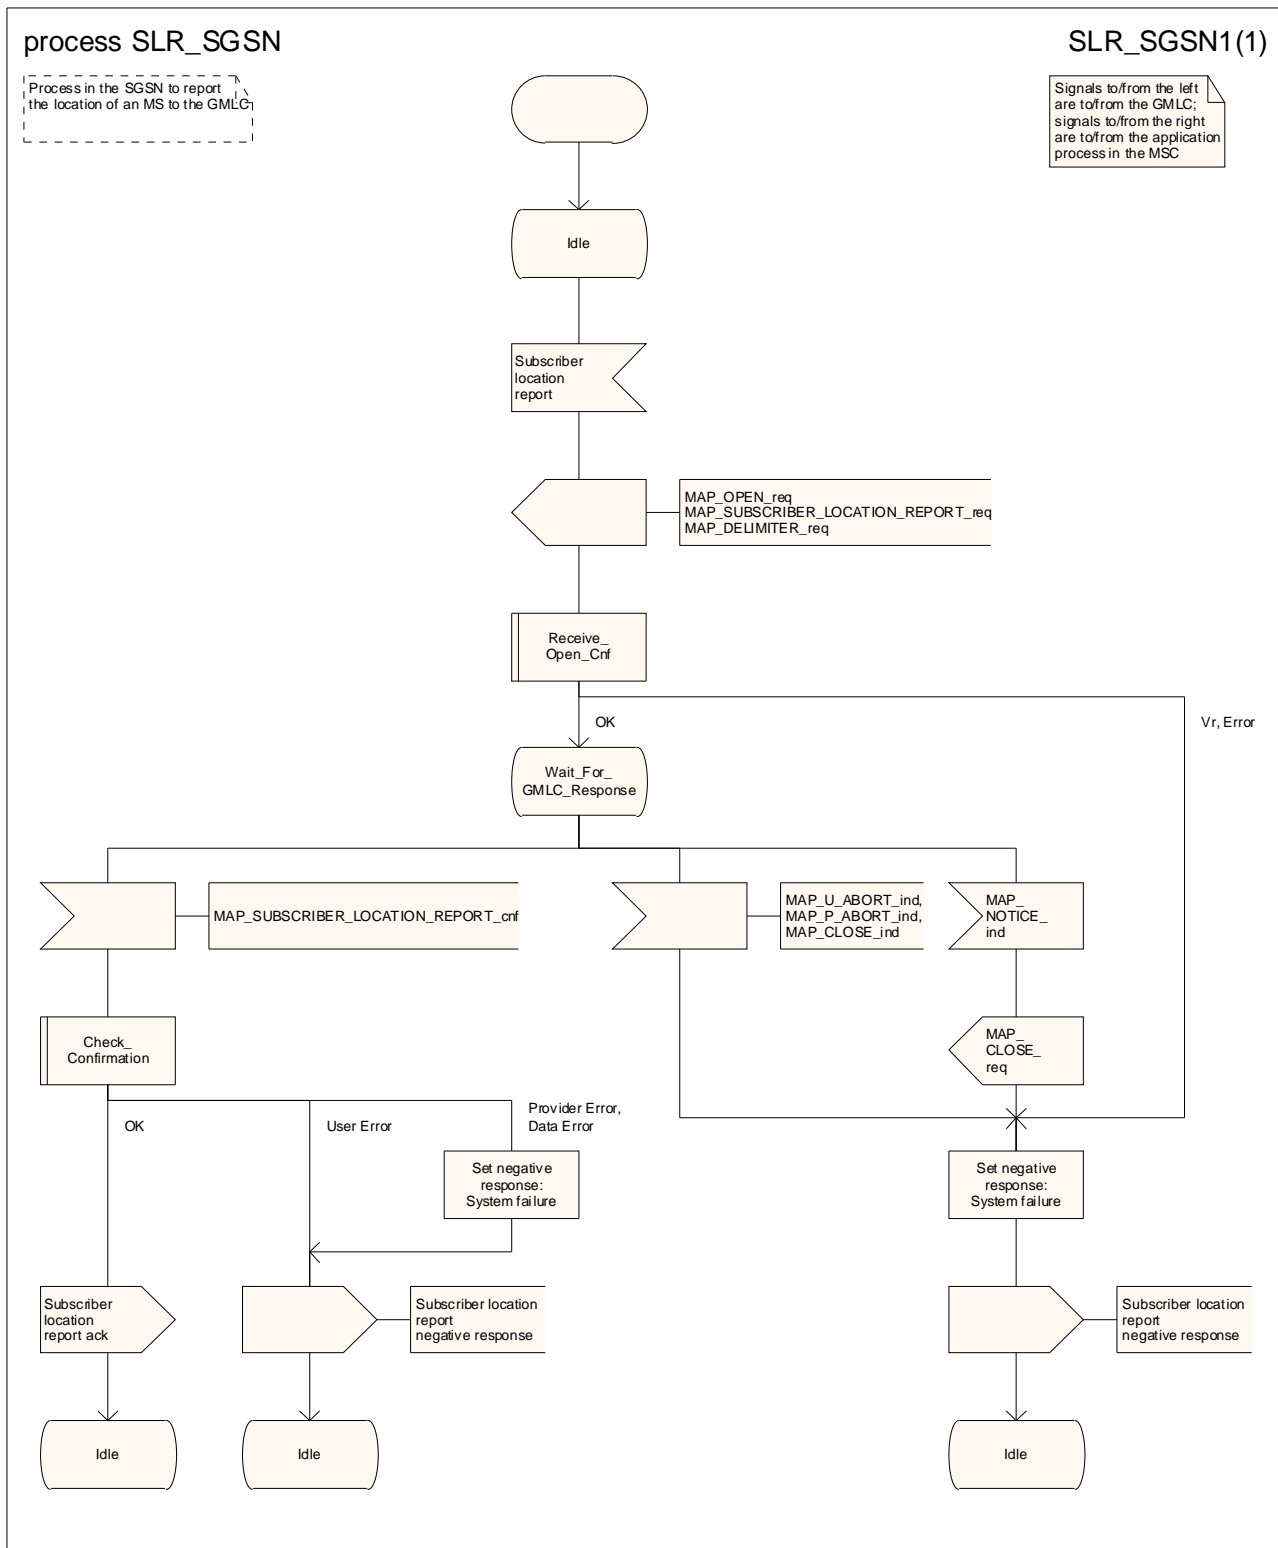 process SLR_SGSN
SLR_SGSN1(1)
Process in the SGSN to report
the location of an MS to the GMLC
Signals to/from the left
are to/from the GMLC;
signals to/from the right
are to/from the application
process in the MSC
Idle
Subscriber
location
report
MAP_OPEN_req
MAP_SUBSCRIBER_LOCATION_REPORT_req
MAP_DELIMITER_req
Receive_
Open_Cnf
OK
Vr, Error
Wait_For_
GMLC_Response
MAP_SUBSCRIBER_LOCATION_REPORT_cnf
MAP_U_ABORT_ind,
MAP_P_ABORT_ind,
MAP_CLOSE_ind
MAP_
NOTICE_
ind
Check_
Confirmation
MAP_
CLOSE_
req
OK
User Error
Provider Error,
Data Error
Set negative
response:
System failure
Set negative
response:
System failure
Subscriber
location
report ack
Subscriber location
report
negative response
Subscriber location
report
negative response
Idle
Idle
Idle